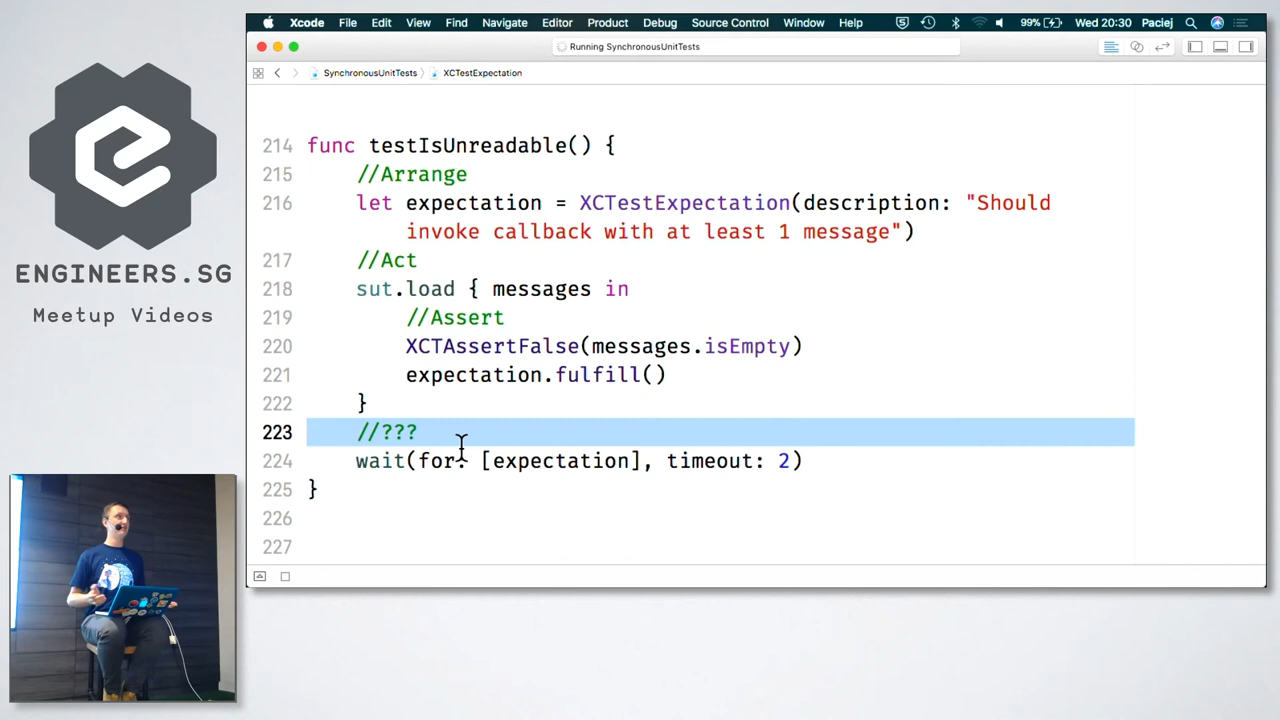 Xcode File Edit View Find Navigate Editor Product Debug Source Control Window Help 99% Wed 20:30 Paciej
Running SynchronousUnitTests
SynchronousUnitTests XCTestExpectation
214 func testIsUnreadable() {
215 //Arrange
216 let expectation = XCTestExpectation(description: "Should
invoke callback with at least 1 message")
217 //Act
218 sut.load { messages in
219 //Assert
220 XCTAssertFalse(messages.isEmpty)
221 expectation.fulfill()
222 }
223 //???
224 wait(for: [expectation], timeout: 2)
225 }
226
227
ENGINEERS.SG
Meetup Videos